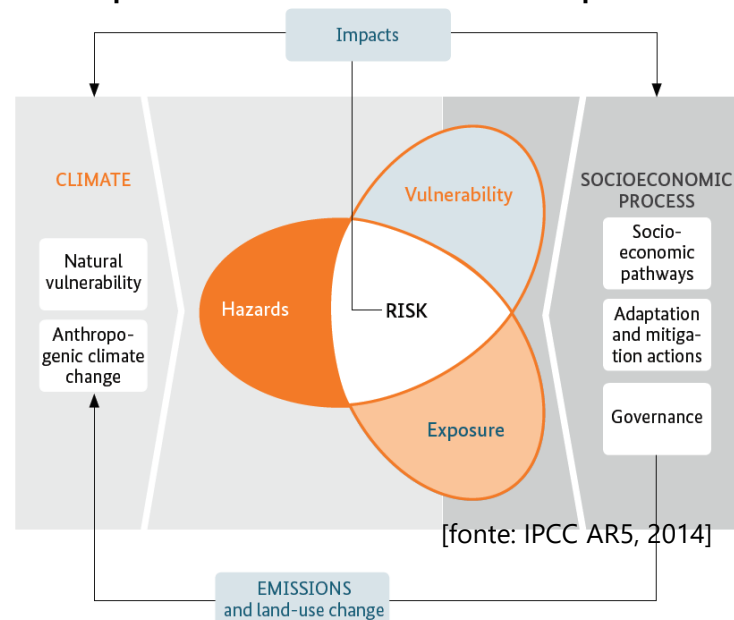 Impacts
CLIMATE
Natural
vulnerability
Anthropo-
genic climate
change
Hazards
Vulnerability
RISK
Exposure
SOCIOECONOMIC
PROCESS
Socio-
economic
pathways
Adaptation
and mitiga-
tion actions
Governance
[fonte: IPCC AR5, 2014]
EMISSIONS
and land-use change